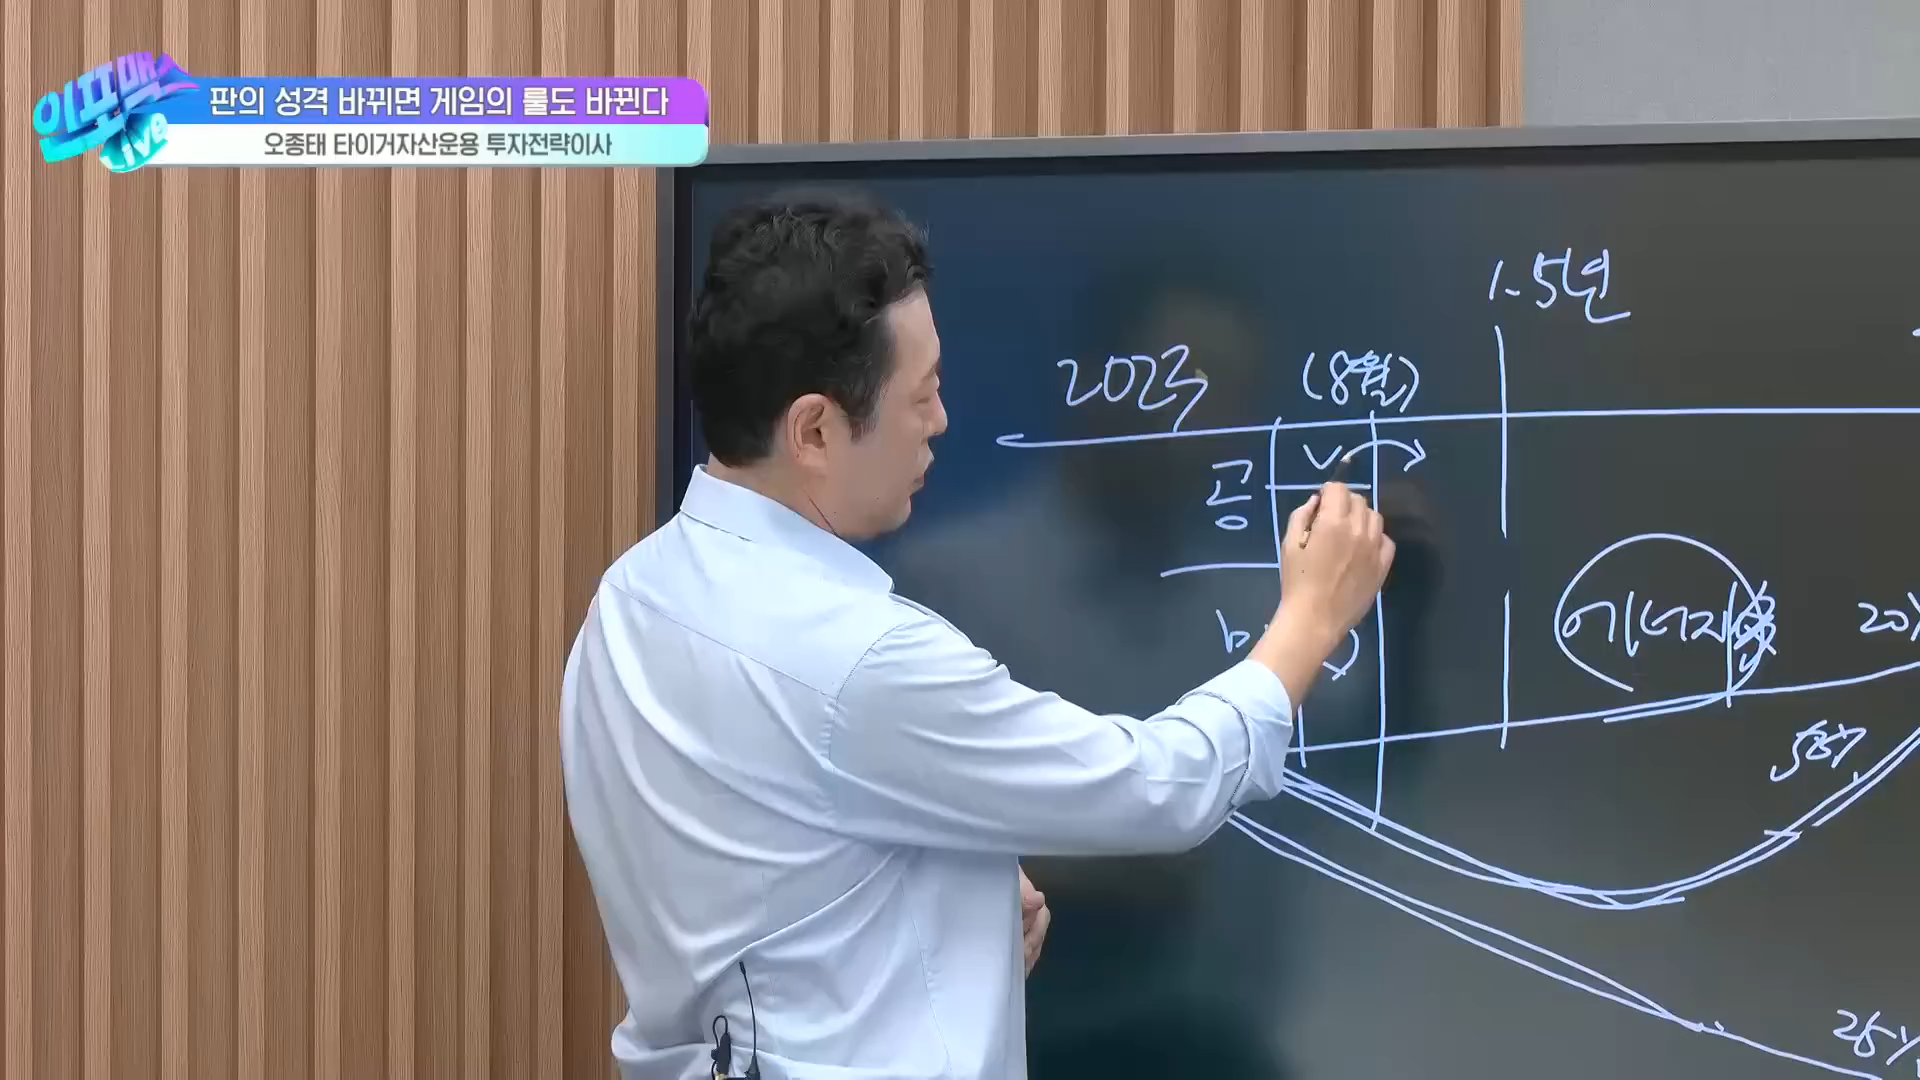 인포맥스
Live
판의 성격 바뀌면 게임의 룰도 바뀐다
오종태 타이거자산운용 투자전략이사
1.5년
2023 (8월)
V
공
에너지
20%
25%